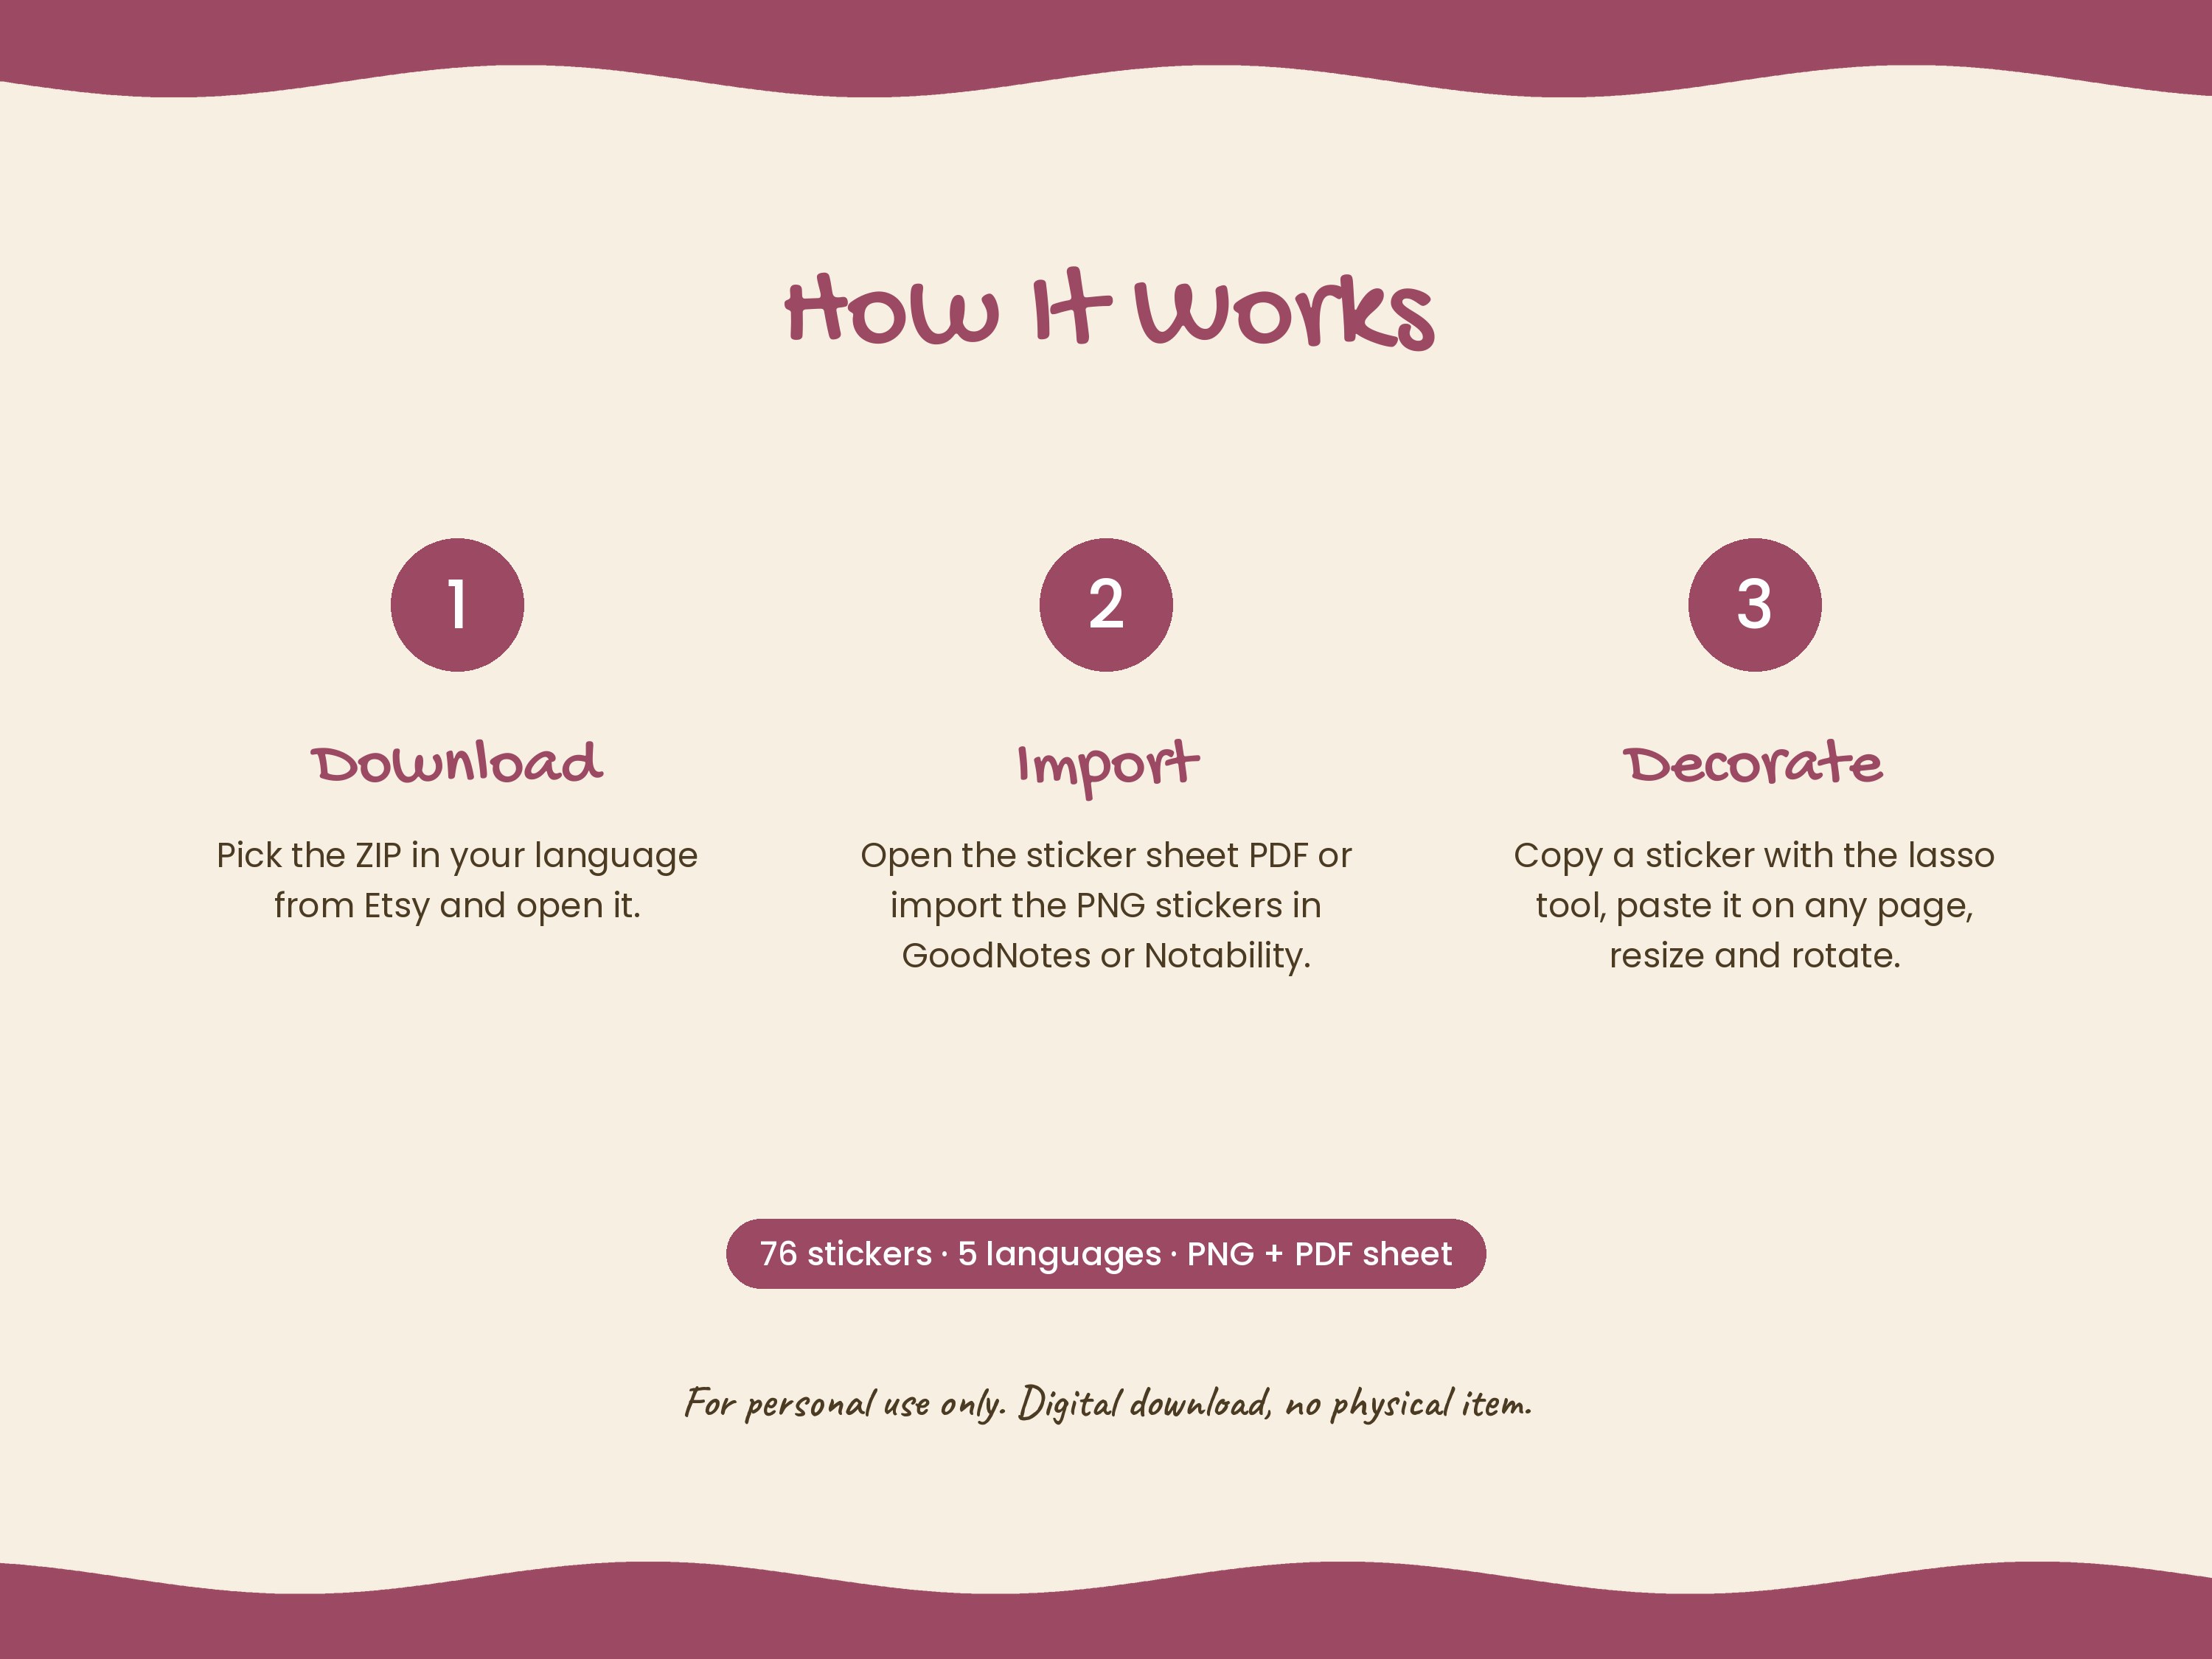 How It Works
1
Download
Pick the ZIP in your language
from Etsy and open it.
2
Import
Open the sticker sheet PDF or
import the PNG stickers in
GoodNotes or Notability.
3
Decorate
Copy a sticker with the lasso
tool, paste it on any page,
resize and rotate.
76 stickers · 5 languages · PNG + PDF sheet
For personal use only. Digital download, no physical item.